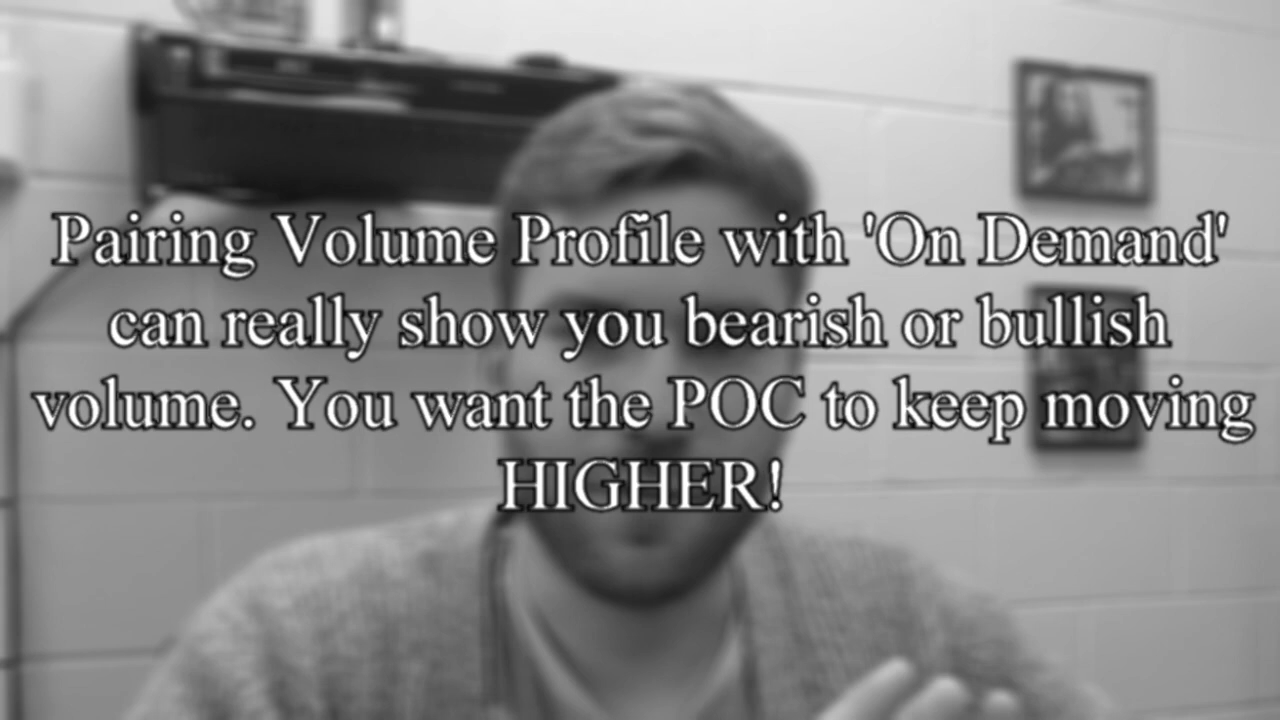 Pairing Volume Profile with 'On Demand'
can really show you bearish or bullish
volume. You want the POC to keep moving
HIGHER!